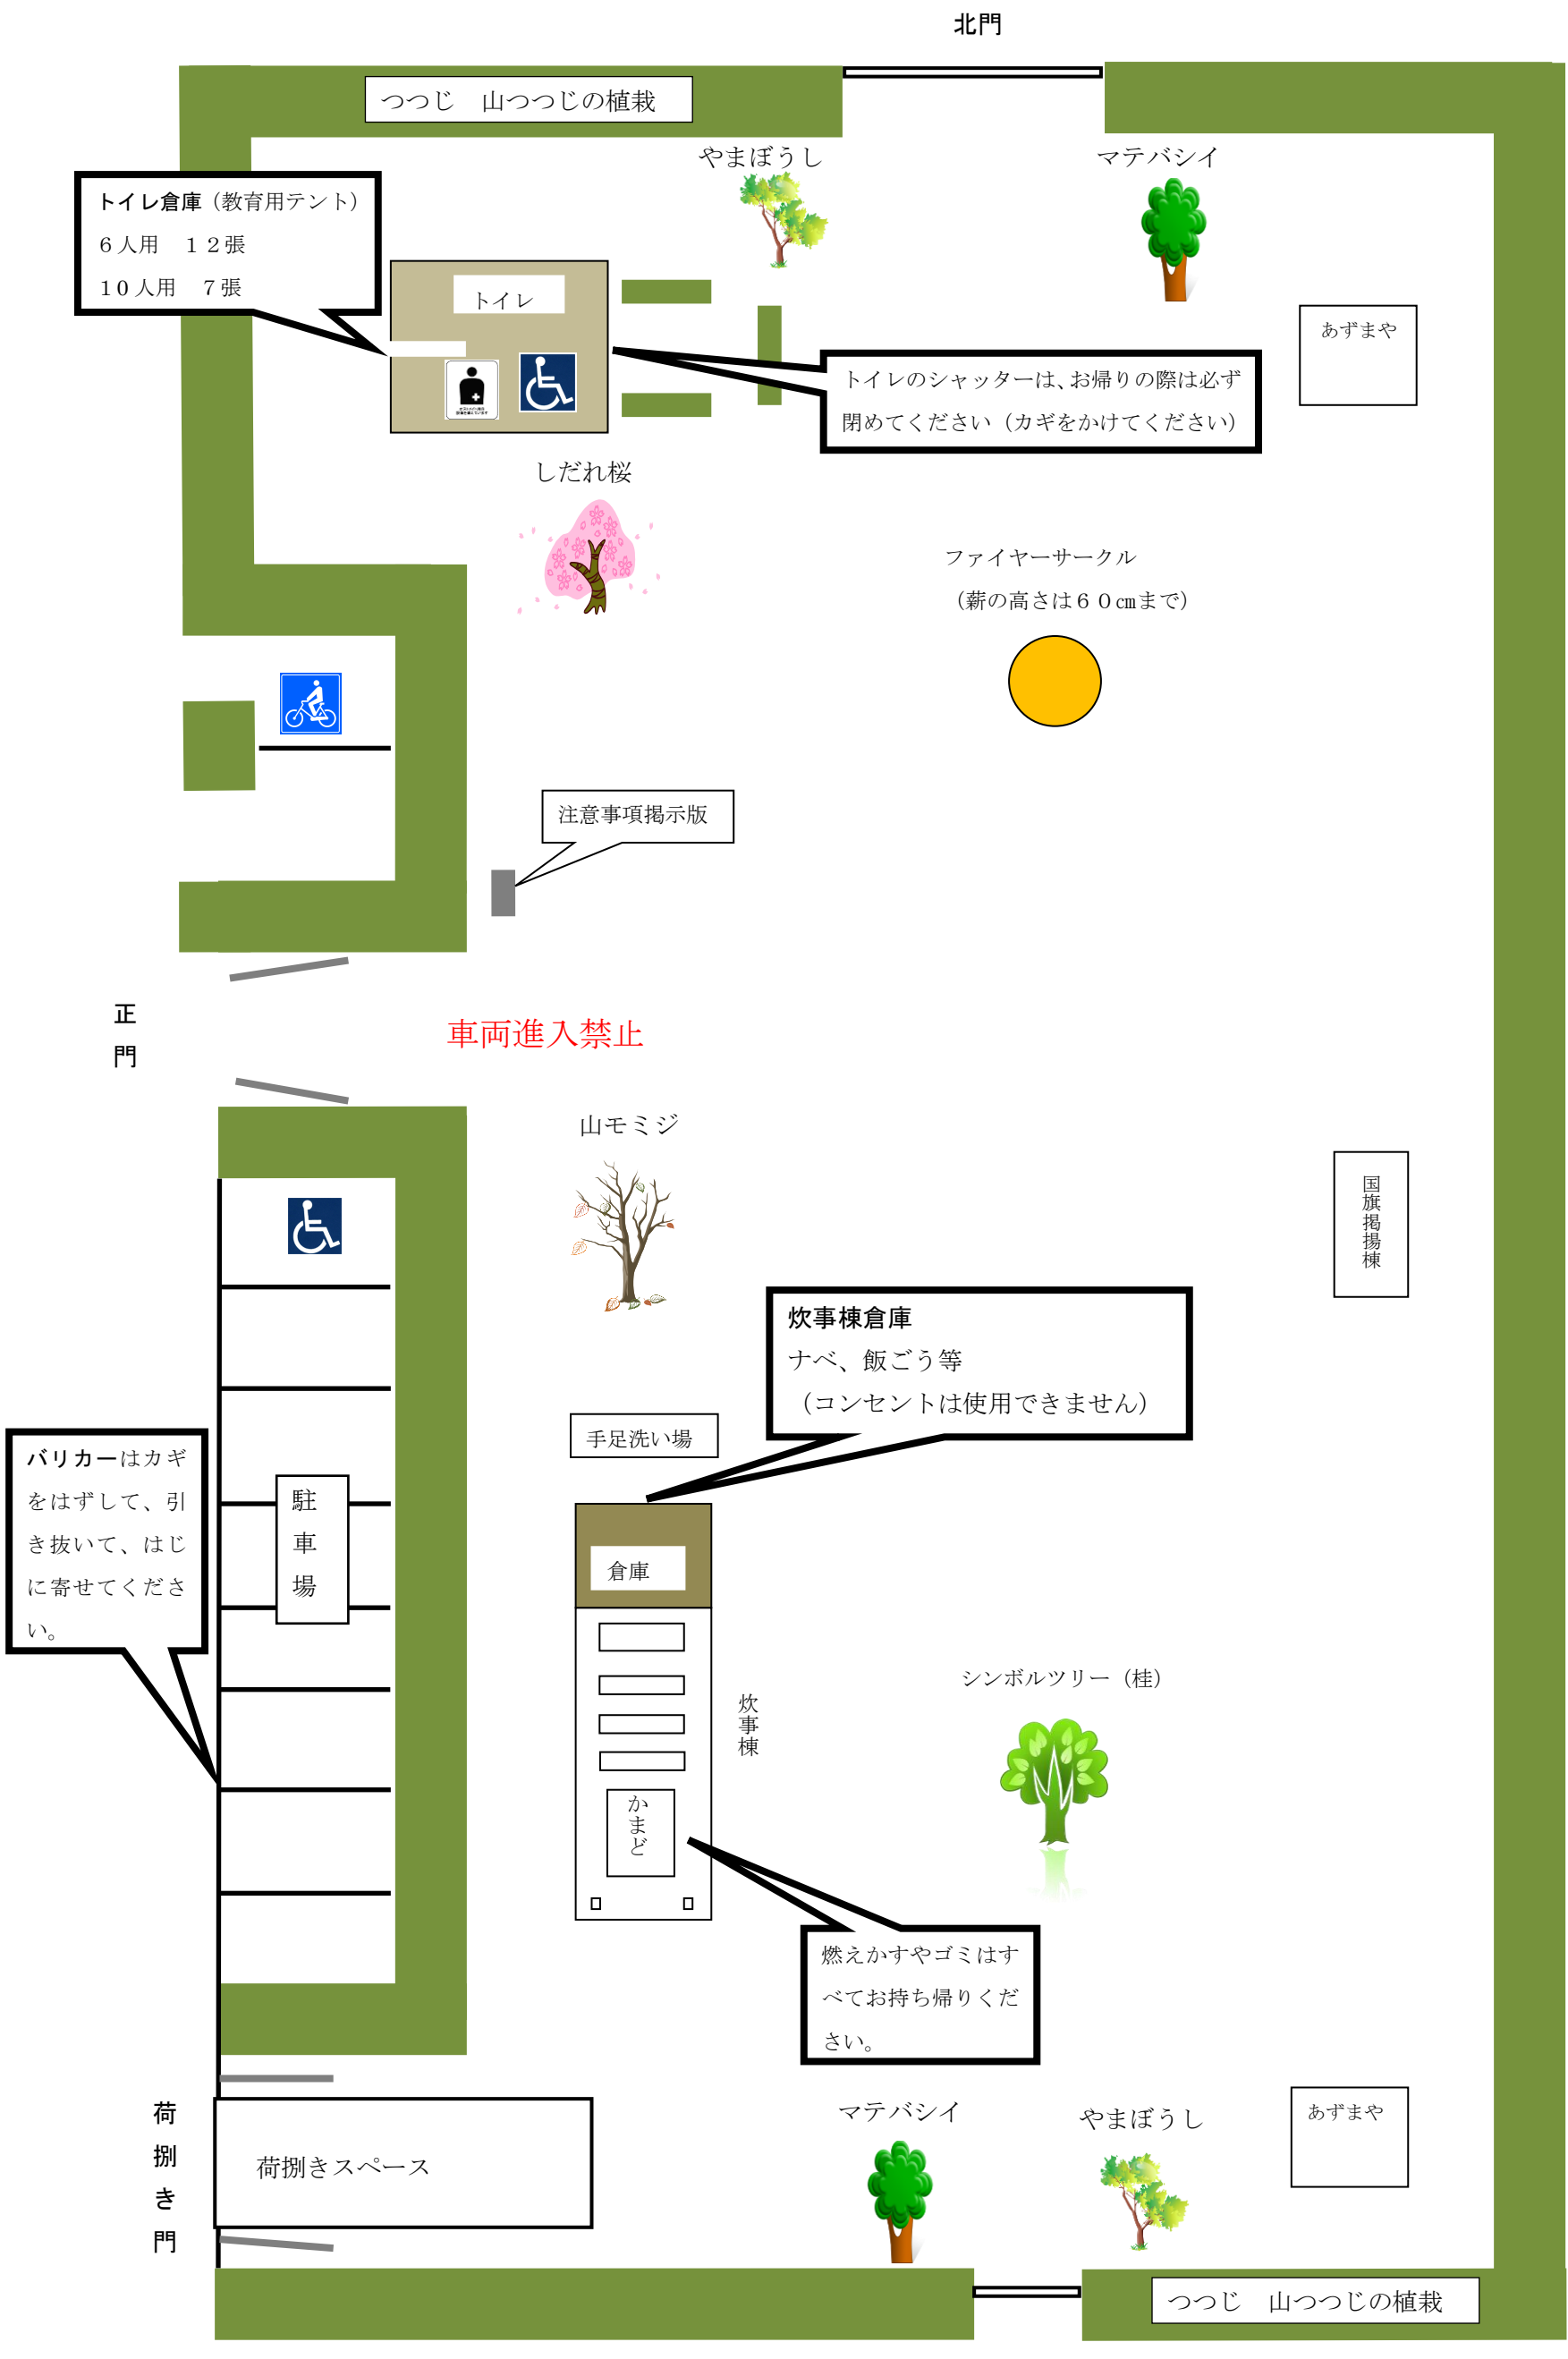 北門
つつじ　山つつじの植栽
やまぼうし
マテバシイ
トイレ倉庫（教育用テント）
６人用　１２張
１０人用　７張
トイレ
あずまや
トイレのシャッターは、お帰りの際は必ず
閉めてください（カギをかけてください）
しだれ桜
ファイヤーサークル
（薪の高さは６０㎝まで）
注意事項掲示版
正門
車両進入禁止
山モミジ
国旗掲揚棟
炊事棟倉庫
ナベ、飯ごう等
（コンセントは使用できません）
手足洗い場
バリカーはカギ
をはずして、引
き抜いて、はじ
に寄せてくださ
い。
駐車場
倉庫
炊事棟
シンボルツリー（桂）
かまど
燃えかすやゴミはす
べてお持ち帰りくだ
さい。
荷捌き門
荷捌きスペース
マテバシイ
やまぼうし
あずまや
つつじ　山つつじの植栽